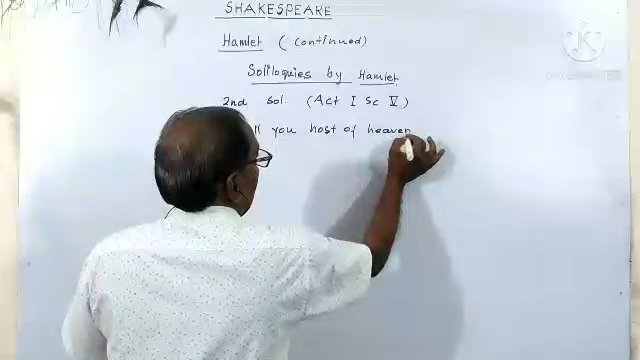 SHAKESPEARE
Hamlet ( continued)
Soliloquies by Hamlet.
2nd sol. (Act I Sc V)
ll you host of heaven